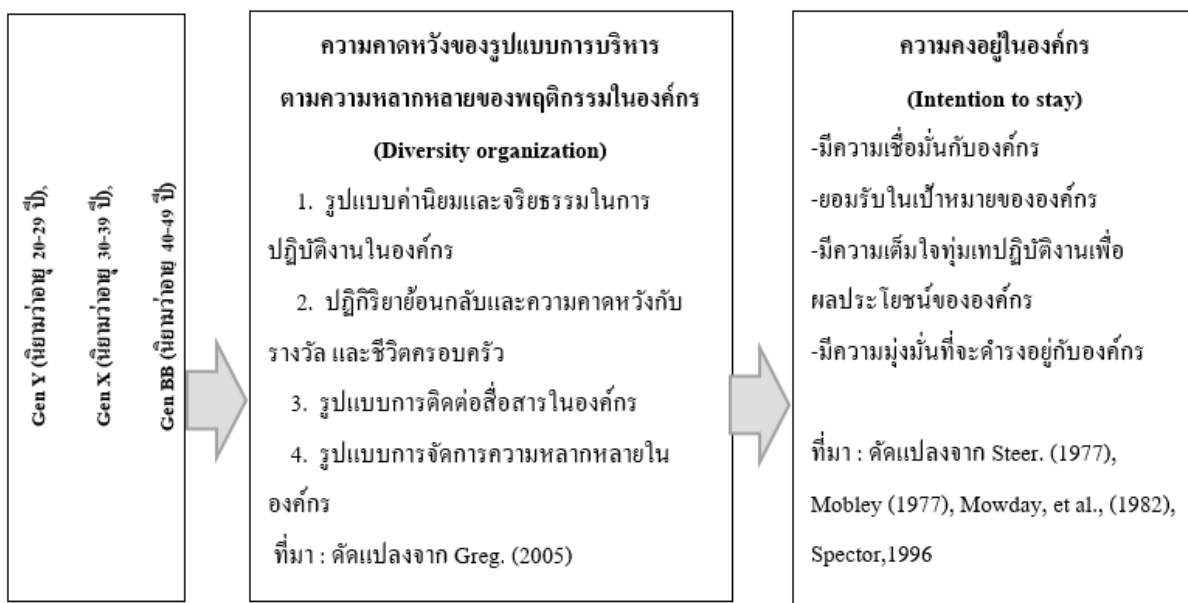 Gen Y (นิยามว่าอายุ 20-29 ปี),
Gen X (นิยามว่าอายุ 30-39 ปี),
Gen BB (นิยามว่าอายุ 40-49 ปี)
ความคาดหวังของรูปแบบการบริหาร
ตามความหลากหลายของพฤติกรรมในองค์กร
(Diversity organization)
1. รูปแบบค่านิยมและจริยธรรมในการ
ปฏิบัติงานในองค์กร
2. ปฏิกิริยาย้อนกลับและความคาดหวังกับ
รางวัล และชีวิตครอบครัว
3. รูปแบบการติดต่อสื่อสารในองค์กร
4. รูปแบบการจัดการความหลากหลายใน
องค์กร
ที่มา : ดัดแปลงจาก Greg. (2005)
ความคงอยู่ในองค์กร
(Intention to stay)
-มีความเชื่อมั่นกับองค์กร
-ยอมรับในเป้าหมายขององค์กร
-มีความเต็มใจทุ่มเทปฏิบัติงานเพื่อ
ผลประโยชน์ขององค์กร
-มีความมุ่งมั่นที่จะดำรงอยู่กับองค์กร
ที่มา : ดัดแปลงจาก Steer. (1977),
Mobley (1977), Mowday, et al., (1982),
Spector,1996